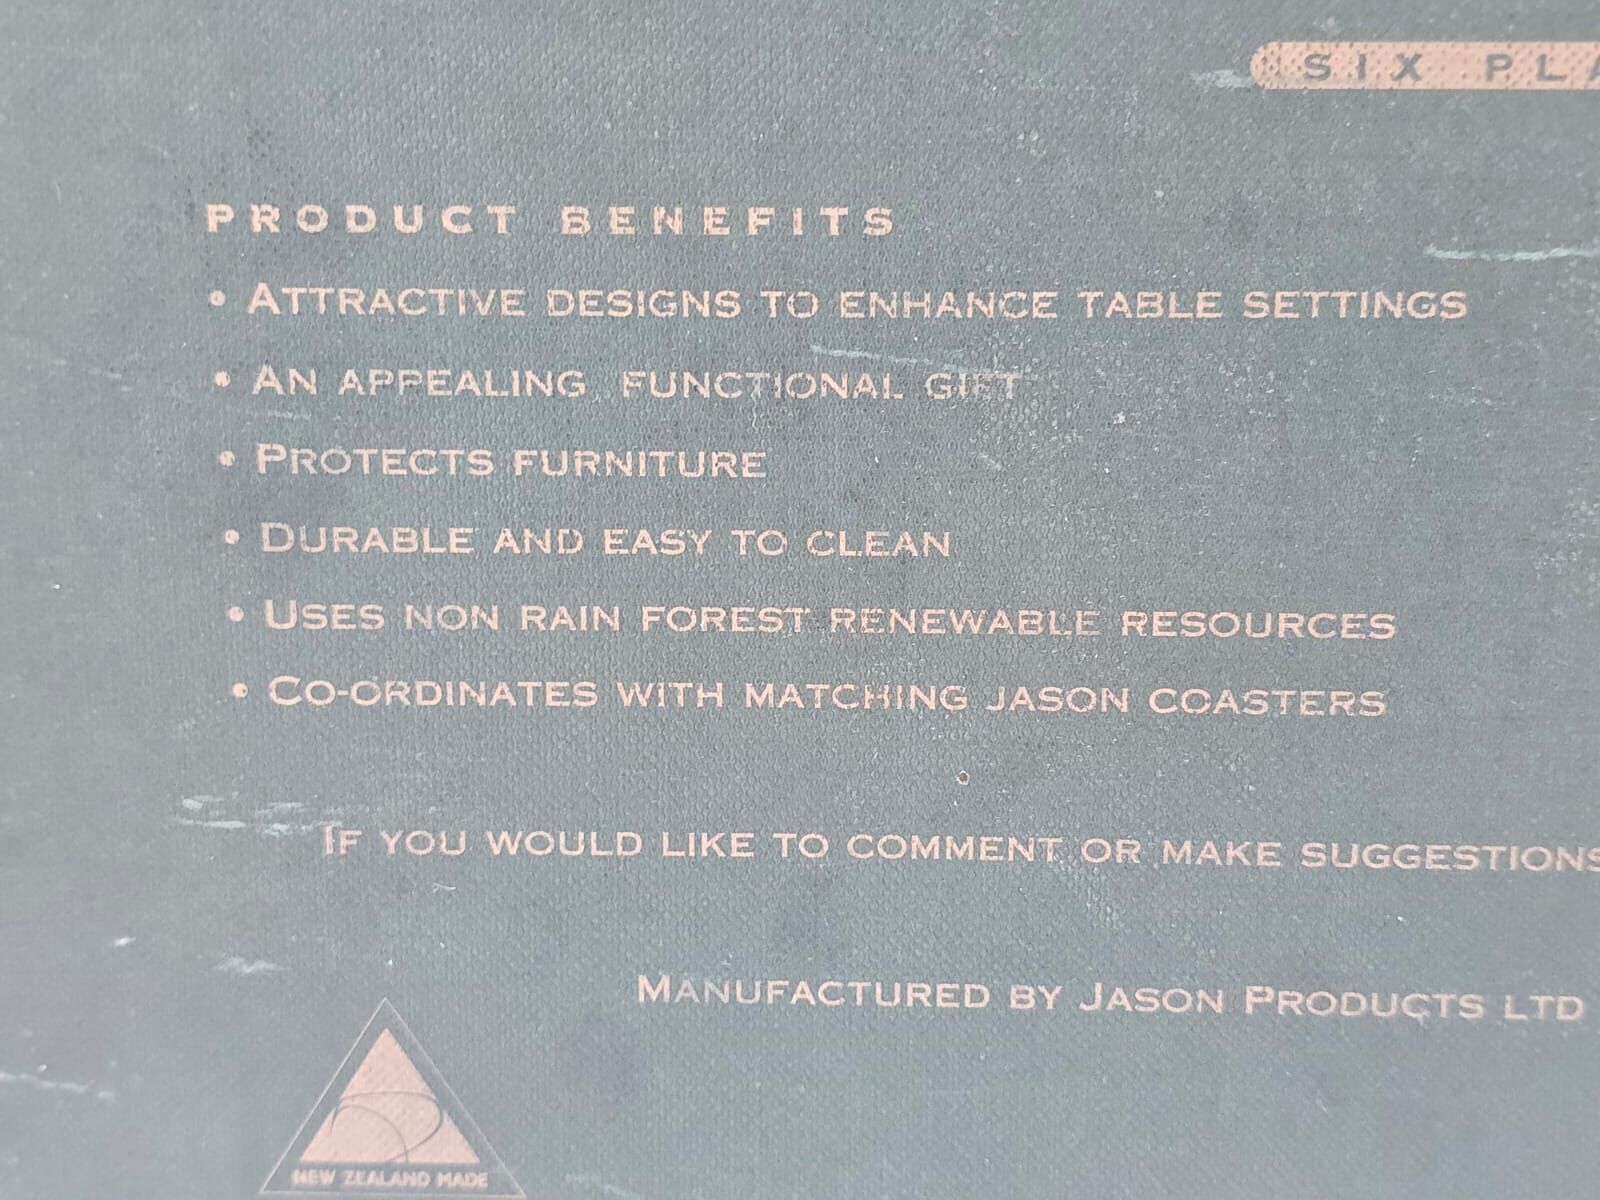 SIX PLA
PRODUCT BENEFITS
• ATTRACTIVE DESIGNS TO ENHANCE TABLE SETTINGS
• AN APPEALING, FUNCTIONAL GIFT
• PROTECTS FURNITURE
• DURABLE AND EASY TO CLEAN
• USES NON RAIN FOREST RENEWABLE RESOURCES
• CO-ORDINATES WITH MATCHING JASON COASTERS
IF YOU WOULD LIKE TO COMMENT OR MAKE SUGGESTIONS
MANUFACTURED BY JASON PRODUCTS LTD
NEW ZEALAND MADE